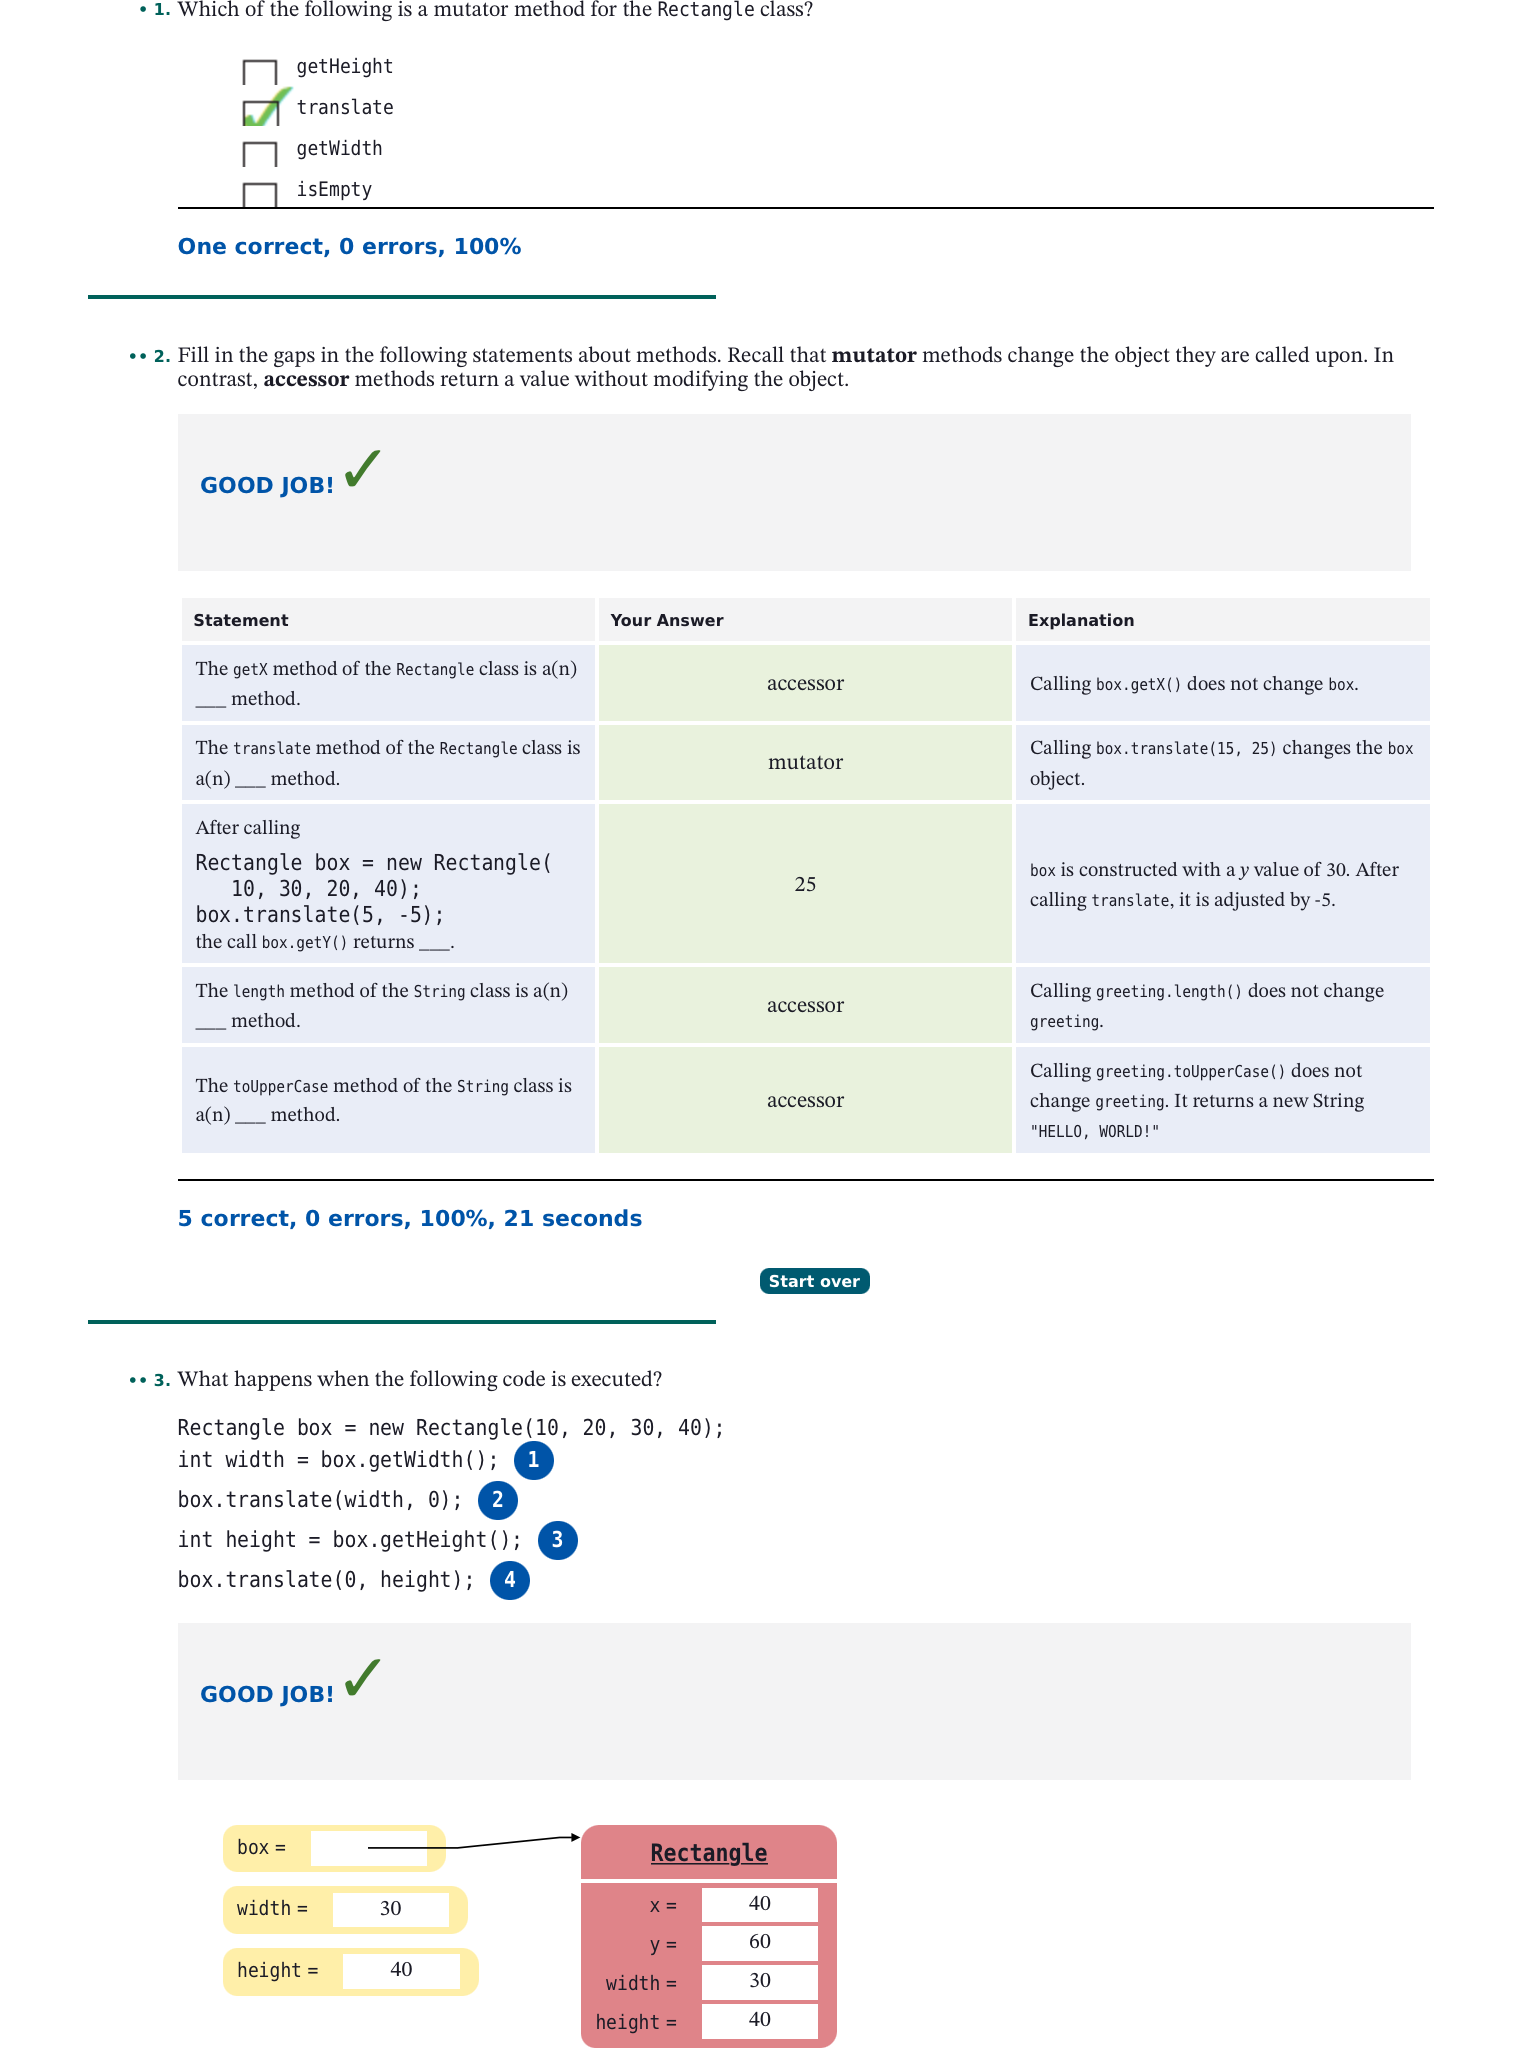 • 1. Which of the following is a mutator method for the Rectangle class?
getHeight
translate
getWidth
isEmpty
One correct, 0 errors, 100%
•• 2. Fill in the gaps in the following statements about methods. Recall that mutator methods change the object they are called upon. In
contrast, accessor methods return a value without modifying the object.
GOOD JOB! ✓
Statement Your Answer Explanation
The getX method of the Rectangle class is a(n)
___ method.
accessor
Calling box.getX() does not change box.
The translate method of the Rectangle class is
a(n) ___ method.
mutator
Calling box.translate(15, 25) changes the box
object.
After calling
Rectangle box = new Rectangle(
10, 30, 20, 40);
box.translate(5, -5);
the call box.getY() returns ___.
25
box is constructed with a y value of 30. After
calling translate, it is adjusted by -5.
The length method of the String class is a(n)
___ method.
accessor
Calling greeting.length() does not change
greeting.
The toUpperCase method of the String class is
a(n) ___ method.
accessor
Calling greeting.toUpperCase() does not
change greeting. It returns a new String
"HELLO, WORLD!"
5 correct, 0 errors, 100%, 21 seconds
Start over
•• 3. What happens when the following code is executed?
Rectangle box = new Rectangle(10, 20, 30, 40);
int width = box.getWidth(); 1
box.translate(width, 0); 2
int height = box.getHeight(); 3
box.translate(0, height); 4
GOOD JOB! ✓
box =
width = 30
height = 40
Rectangle
x = 40
y = 60
width = 30
height = 40